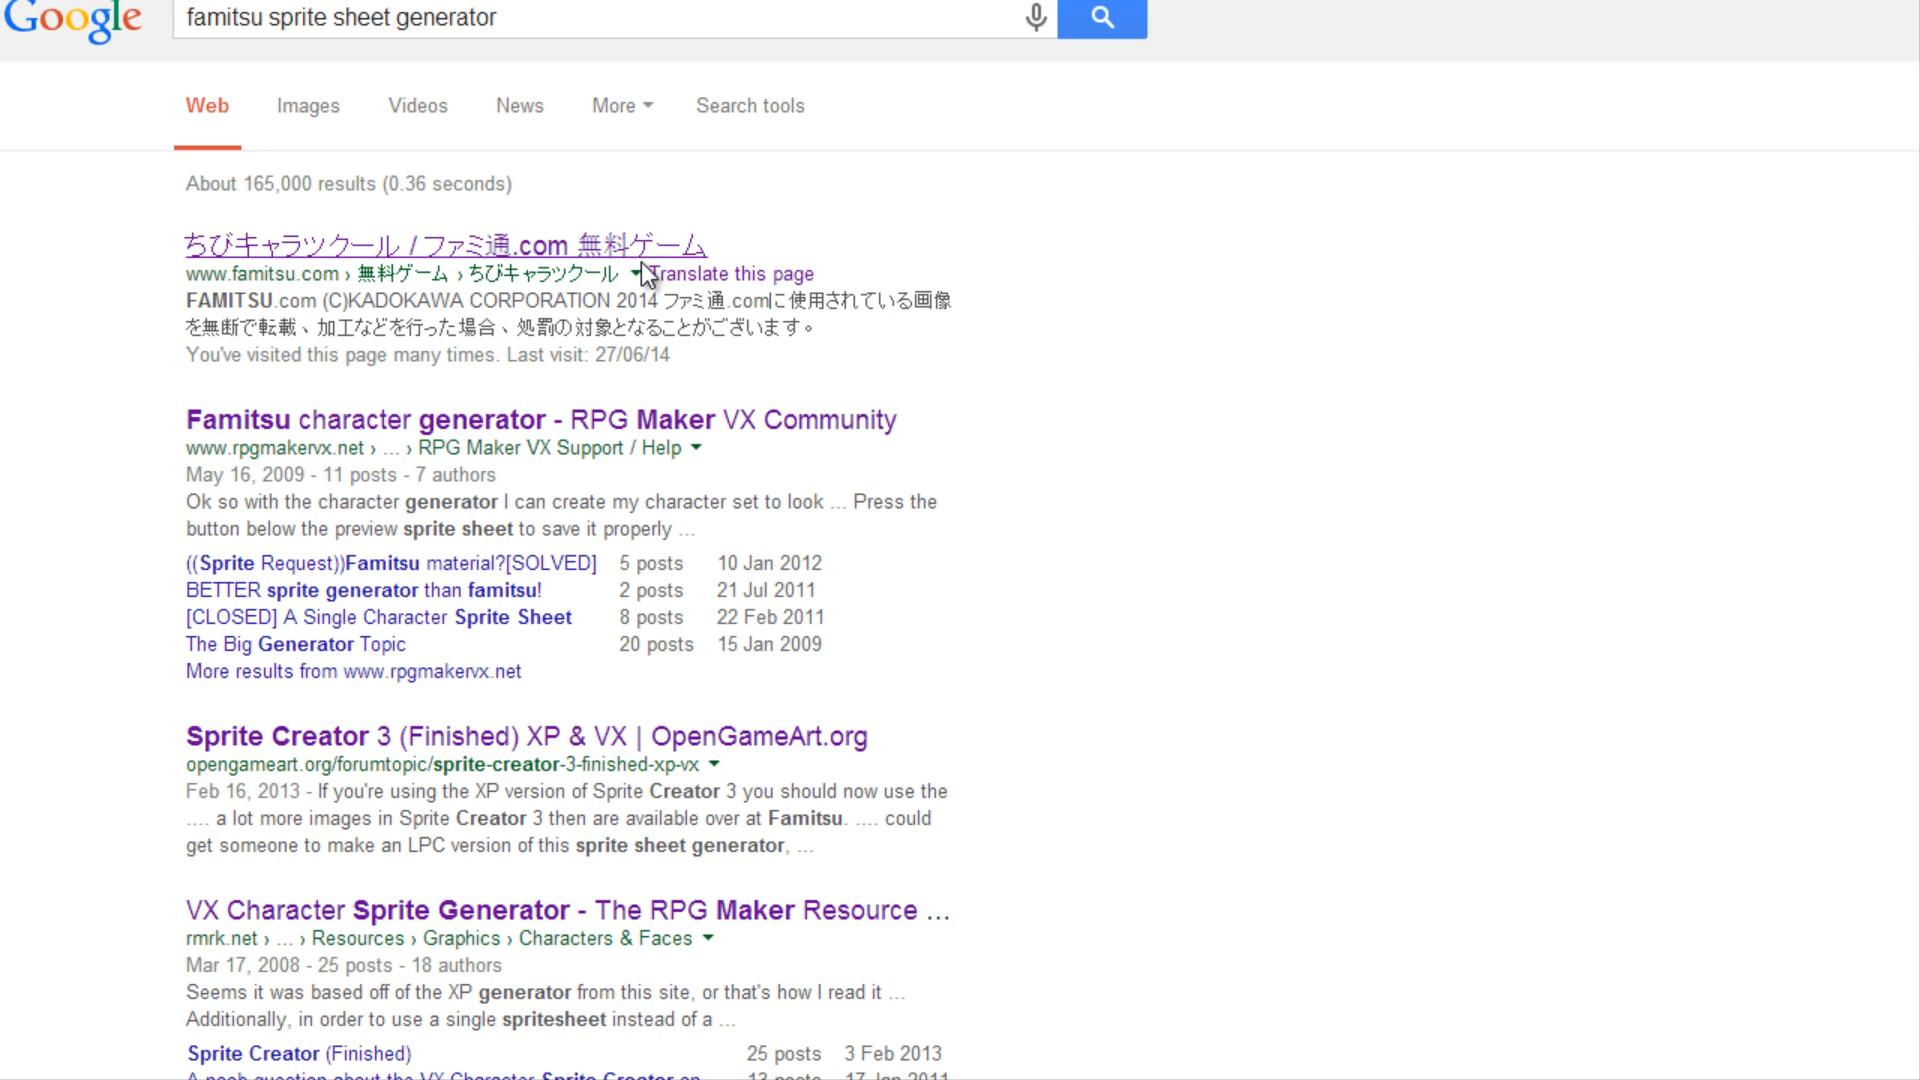 Google famitsu sprite sheet generator
Web Images Videos News More Search tools
About 165,000 results (0.36 seconds)
ちびキャラツクール / ファミ通.com 無料ゲーム
www.famitsu.com › 無料ゲーム › ちびキャラツクール Translate this page
FAMITSU.com (C)KADOKAWA CORPORATION 2014 ファミ通.comに使用されている画像
を無断で転載、加工などを行った場合、処罰の対象となることがございます。
You've visited this page many times. Last visit: 27/06/14
Famitsu character generator - RPG Maker VX Community
www.rpgmakervx.net › ... › RPG Maker VX Support / Help
May 16, 2009 - 11 posts - 7 authors
Ok so with the character generator I can create my character set to look ... Press the
button below the preview sprite sheet to save it properly ...
((Sprite Request))Famitsu material?[SOLVED] 5 posts 10 Jan 2012
BETTER sprite generator than famitsu! 2 posts 21 Jul 2011
[CLOSED] A Single Character Sprite Sheet 8 posts 22 Feb 2011
The Big Generator Topic 20 posts 15 Jan 2009
More results from www.rpgmakervx.net
Sprite Creator 3 (Finished) XP & VX | OpenGameArt.org
opengameart.org/forumtopic/sprite-creator-3-finished-xp-vx
Feb 16, 2013 - If you're using the XP version of Sprite Creator 3 you should now use the
.... a lot more images in Sprite Creator 3 then are available over at Famitsu. .... could
get someone to make an LPC version of this sprite sheet generator, ...
VX Character Sprite Generator - The RPG Maker Resource ...
rmrk.net › ... › Resources › Graphics › Characters & Faces
Mar 17, 2008 - 25 posts - 18 authors
Seems it was based off of the XP generator from this site, or that's how I read it ...
Additionally, in order to use a single spritesheet instead of a ...
Sprite Creator (Finished) 25 posts 3 Feb 2013
A noob question about the VX Character Sprite Creator on 13 posts 17 Jan 2011